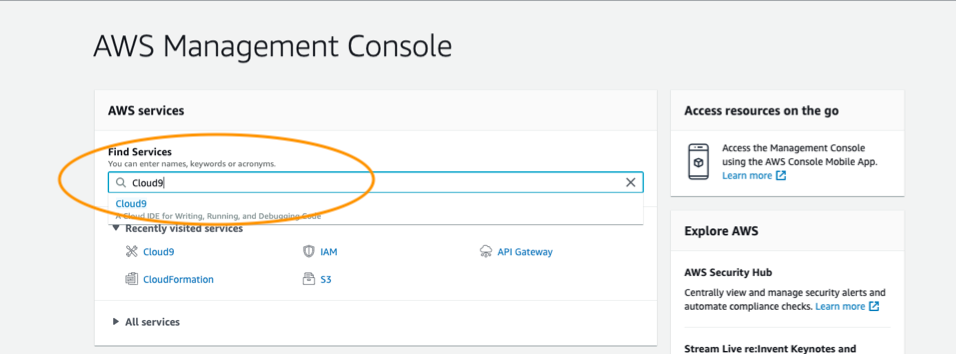 AWS Management Console
AWS services
Find Services
You can enter names, keywords or acronyms.
Cloud9
Cloud9
A Cloud IDE for Writing, Running, and Debugging Code
Recently visited services
Cloud9
IAM
API Gateway
CloudFormation
S3
All services
Access resources on the go
Access the Management Console
using the AWS Console Mobile App.
Learn more
Explore AWS
AWS Security Hub
Centrally view and manage security alerts and
automate compliance checks. Learn more
Stream Live re:Invent Keynotes and